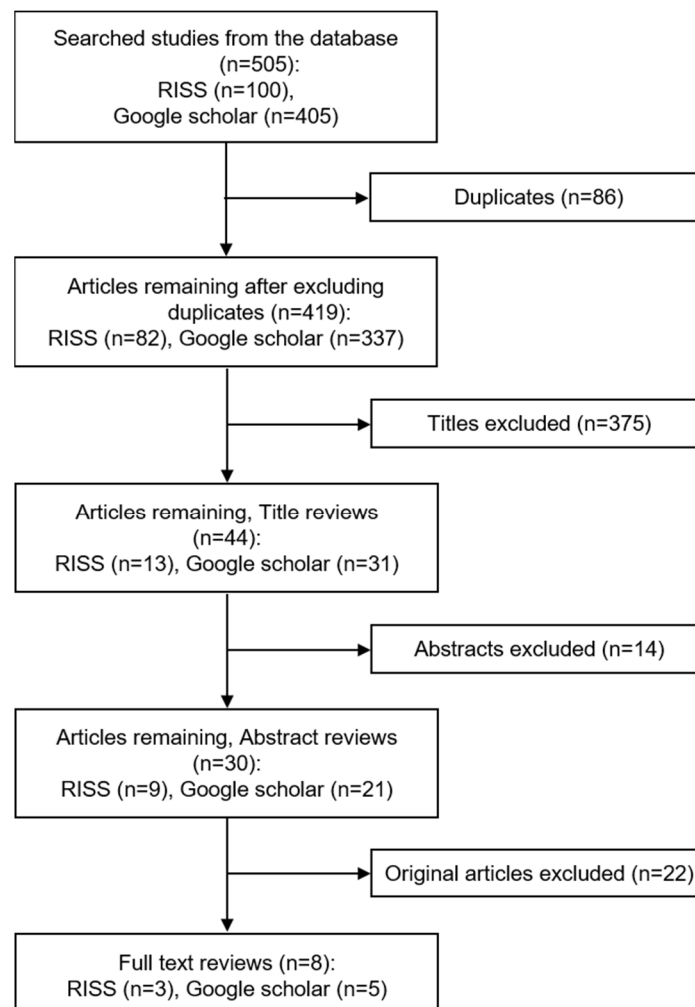 Searched studies from the database
(n=505):
RISS (n=100),
Google scholar (n=405)
Duplicates (n=86)
Articles remaining after excluding
duplicates (n=419):
RISS (n=82), Google scholar (n=337)
Titles excluded (n=375)
Articles remaining, Title reviews
(n=44):
RISS (n=13), Google scholar (n=31)
Abstracts excluded (n=14)
Articles remaining, Abstract reviews
(n=30):
RISS (n=9), Google scholar (n=21)
Original articles excluded (n=22)
Full text reviews (n=8):
RISS (n=3), Google scholar (n=5)